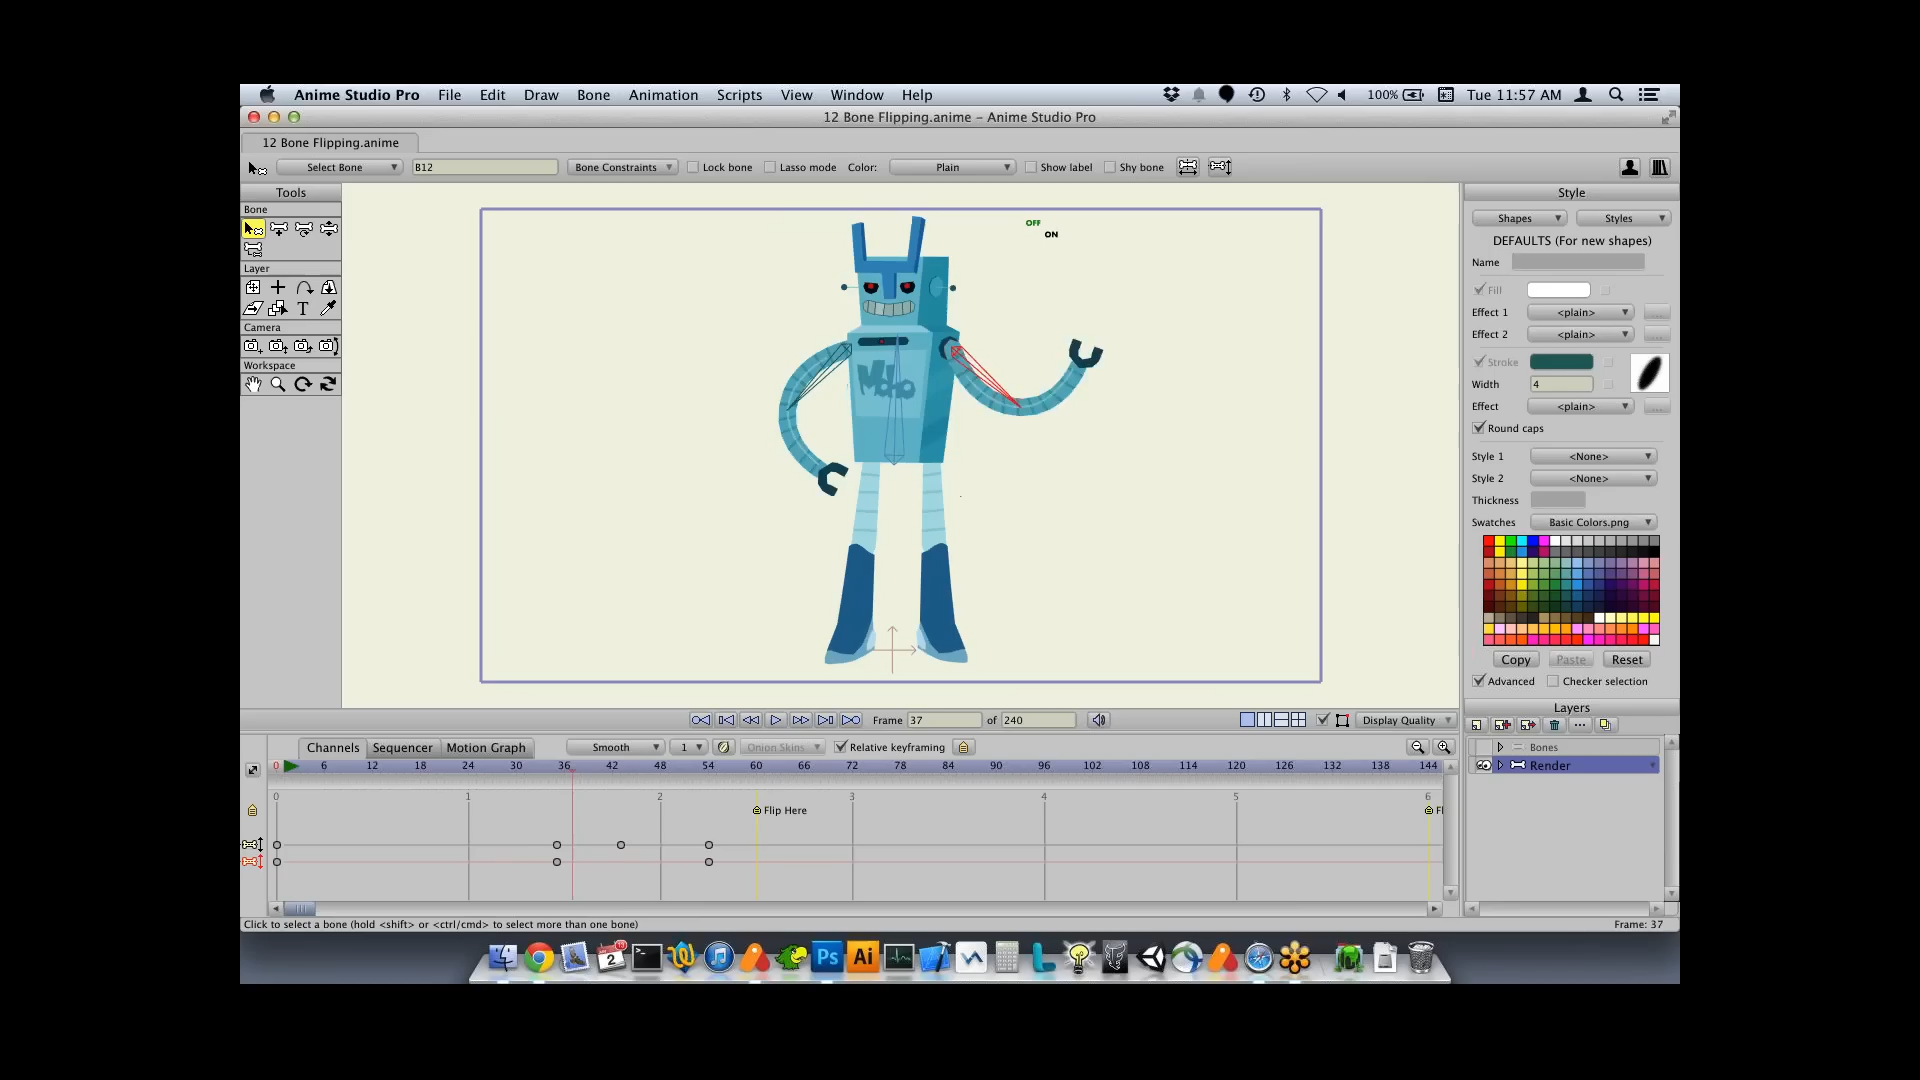 Anime Studio Pro File Edit Draw Bone Animation Scripts View Window Help 100% Tue 11:57 AM
12 Bone Flipping.anime – Anime Studio Pro
12 Bone Flipping.anime
Select Bone B12 Bone Constraints Lock bone Lasso mode Color: Plain Show label Shy bone
Tools
Bone
Layer
T
Camera
Workspace
OFF
ON
Moho
Style
Shapes Styles
DEFAULTS (For new shapes)
Name
Fill
Effect 1 <plain> ...
Effect 2 <plain> ...
Stroke
Width 4
Effect <plain> ...
Round caps
Style 1 <None>
Style 2 <None>
Thickness
Swatches Basic Colors.png
Copy Paste Reset
Advanced Checker selection
Layers
Bones
Render
Frame 37 of 240 Display Quality
Channels Sequencer Motion Graph Smooth 1 Onion Skins Relative keyframing
0 6 12 18 24 30 36 42 48 54 60 66 72 78 84 90 96 102 108 114 120 126 132 138 144
0 1 2 3 4 5 6
Flip Here Fl
Click to select a bone (hold <shift> or <ctrl/cmd> to select more than one bone) Frame: 37
2 Ps Ai